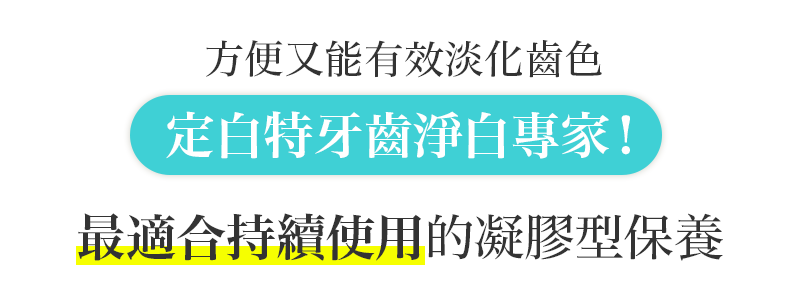 方便又能有效淡化齒色
定白特牙齒淨白專家！
最適合持續使用的凝膠型保養